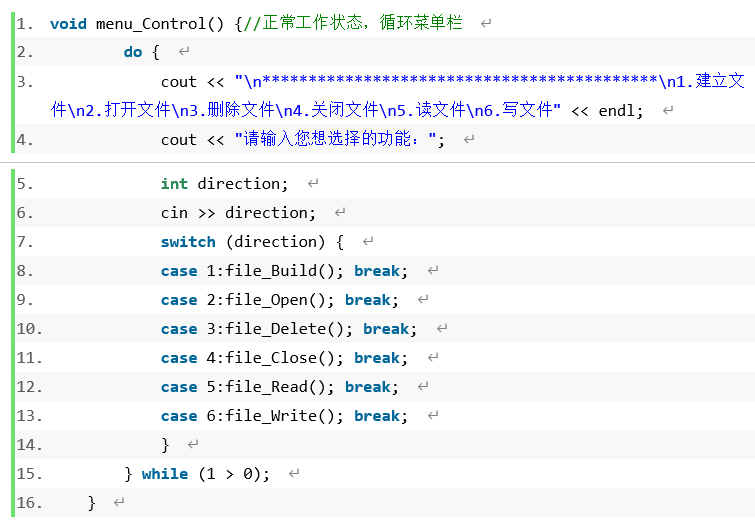 1. void menu_Control() {//正常工作状态，循环菜单栏 ↵
2. do { ↵
3. cout << "\n*******************************************\n1.建立文
件\n2.打开文件\n3.删除文件\n4.关闭文件\n5.读文件\n6.写文件" << endl; ↵
4. cout << "请输入您想选择的功能："; ↵
5. int direction; ↵
6. cin >> direction; ↵
7. switch (direction) { ↵
8. case 1:file_Build(); break; ↵
9. case 2:file_Open(); break; ↵
10. case 3:file_Delete(); break; ↵
11. case 4:file_Close(); break; ↵
12. case 5:file_Read(); break; ↵
13. case 6:file_Write(); break; ↵
14. } ↵
15. } while (1 > 0); ↵
16. } ↵